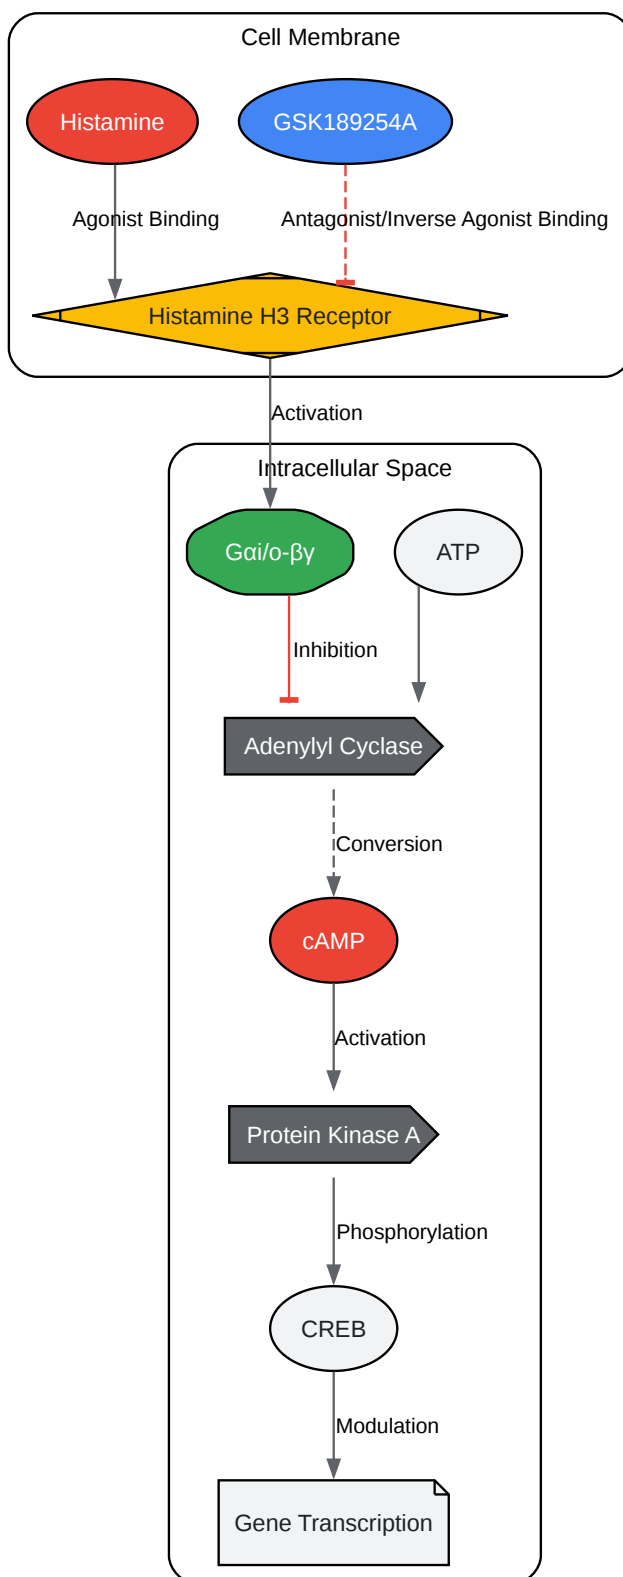 Cell Membrane
Histamine
GSK189254A
Agonist Binding
Antagonist/Inverse Agonist Binding
Histamine H3 Receptor
Activation
Intracellular Space
Gαi/o-βγ
ATP
Inhibition
Adenylyl Cyclase
Conversion
cAMP
Activation
Protein Kinase A
Phosphorylation
CREB
Modulation
Gene Transcription